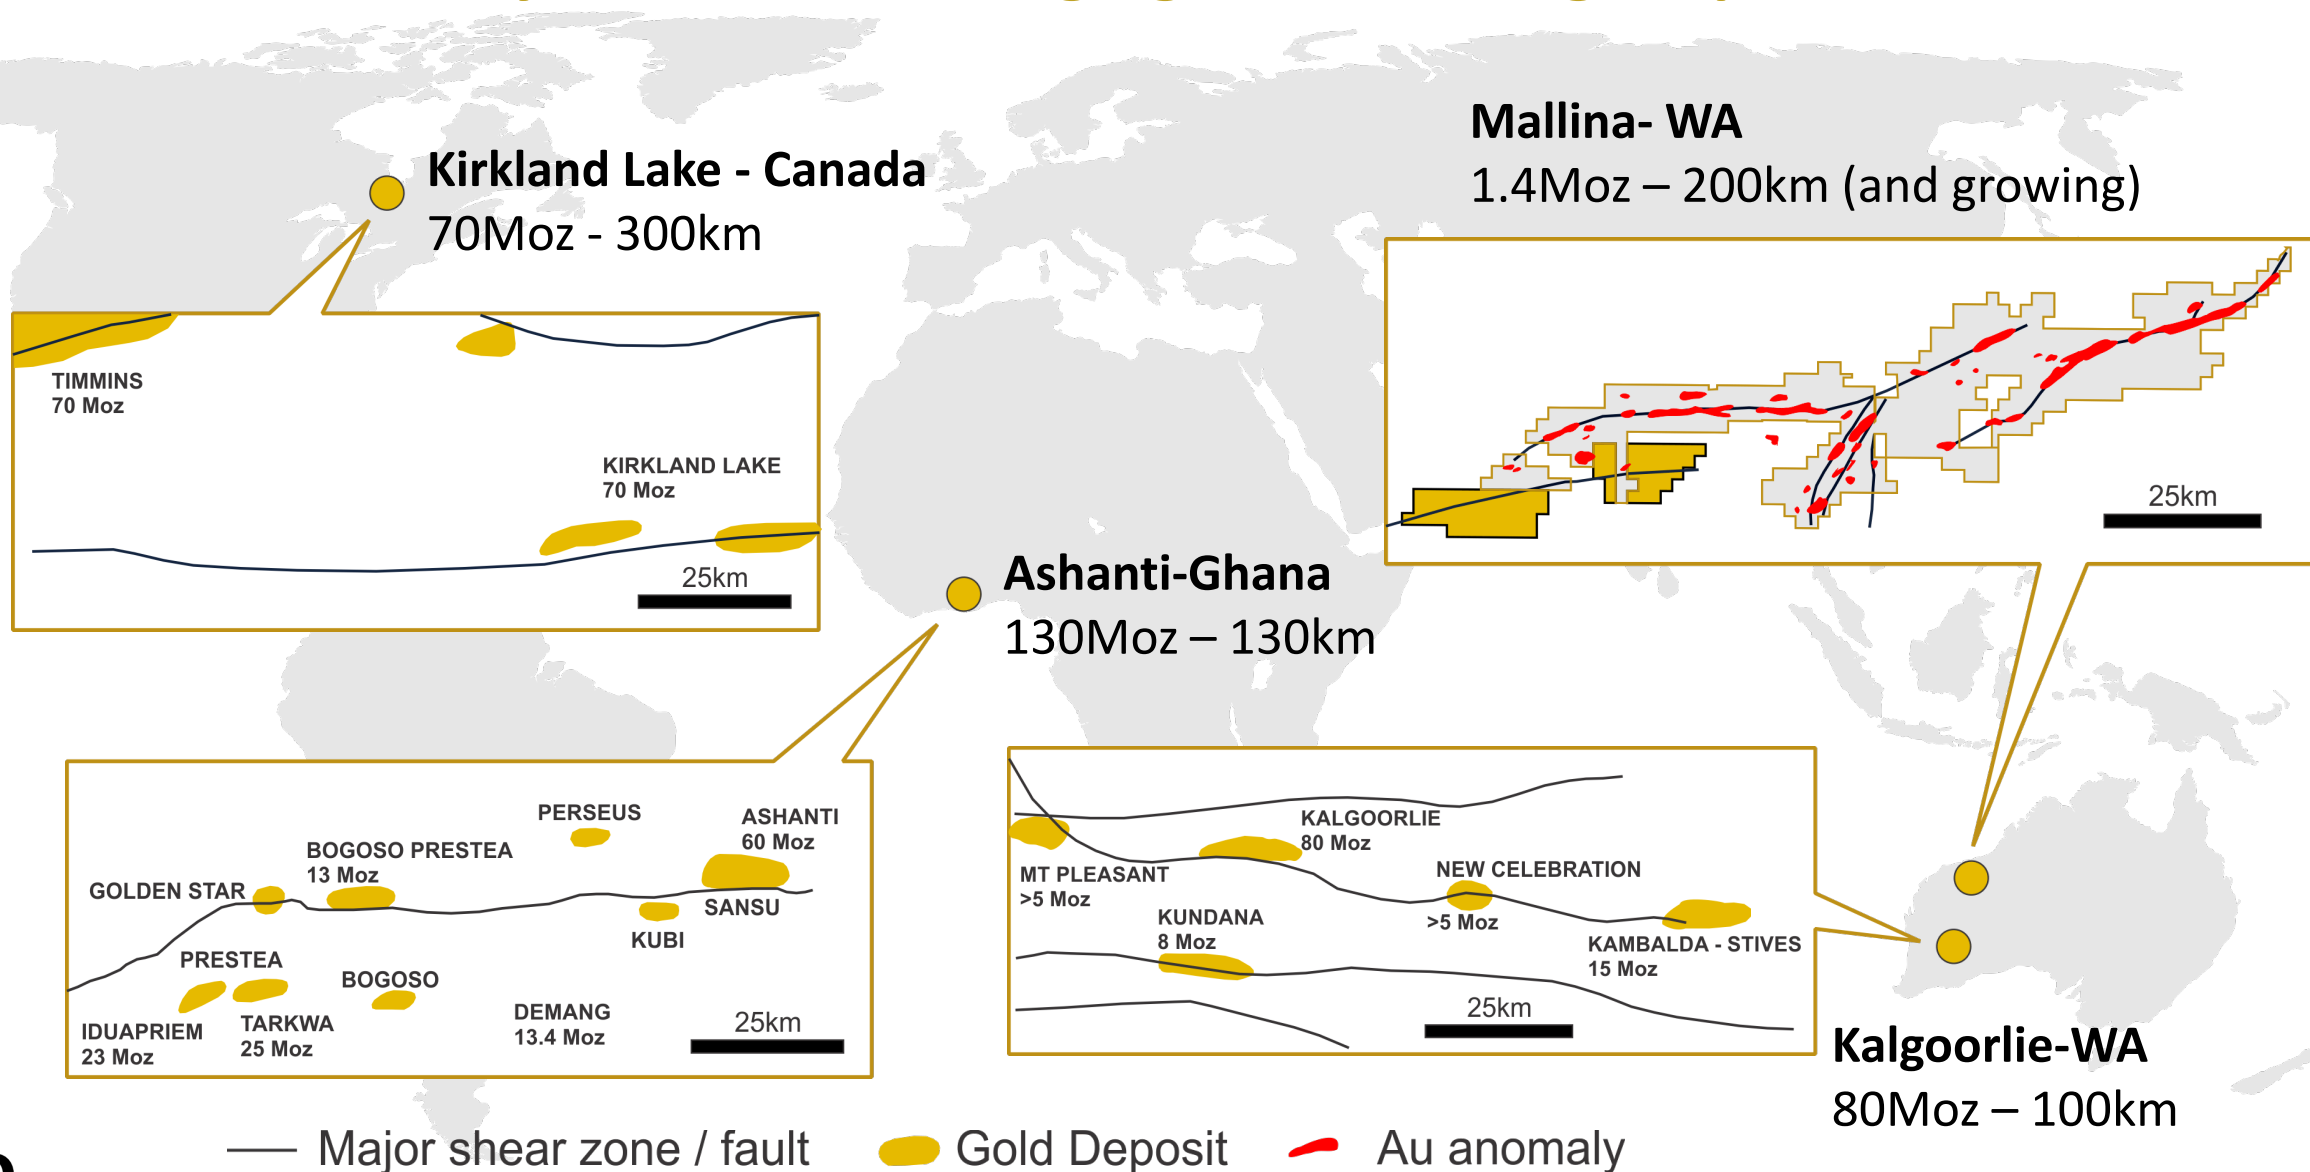 Kirkland Lake - Canada
70Moz - 300km
Mallina- WA
1.4Moz – 200km (and growing)
TIMMINS
70 Moz
KIRKLAND LAKE
70 Moz
25km
25km
Ashanti-Ghana
130Moz – 130km
PERSEUS
ASHANTI
60 Moz
BOGOSO PRESTEA
13 Moz
GOLDEN STAR
SANSU
KUBI
PRESTEA
BOGOSO
IDUAPRIEM
23 Moz
TARKWA
25 Moz
DEMANG
13.4 Moz
25km
KALGOORLIE
80 Moz
MT PLEASANT
>5 Moz
NEW CELEBRATION
>5 Moz
KUNDANA
8 Moz
KAMBALDA - STIVES
15 Moz
25km
Kalgoorlie-WA
80Moz – 100km
Major shear zone / fault
Gold Deposit
Au anomaly